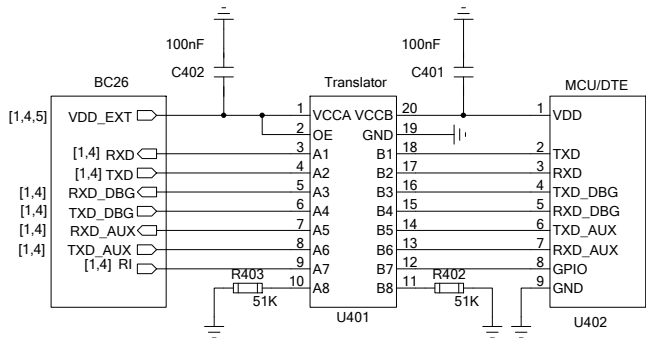 100nF
100nF
C402
C401
BC26
Translator
MCU/DTE
[1,4,5] VDD_EXT 1 VCCA VCCB 20 1 VDD
2 OE GND 19
[1,4] RXD 3 A1 B1 18 2 TXD
[1,4] TXD 4 A2 B2 17 3 RXD
[1,4] RXD_DBG 5 A3 B3 16 4 TXD_DBG
[1,4] TXD_DBG 6 A4 B4 15 5 RXD_DBG
[1,4] RXD_AUX 7 A5 B5 14 6 TXD_AUX
[1,4] TXD_AUX 8 A6 B6 13 7 RXD_AUX
[1,4] RI 9 A7 B7 12 8 GPIO
R403 10 A8 B8 11 R402 9 GND
51K
51K
U401
U402